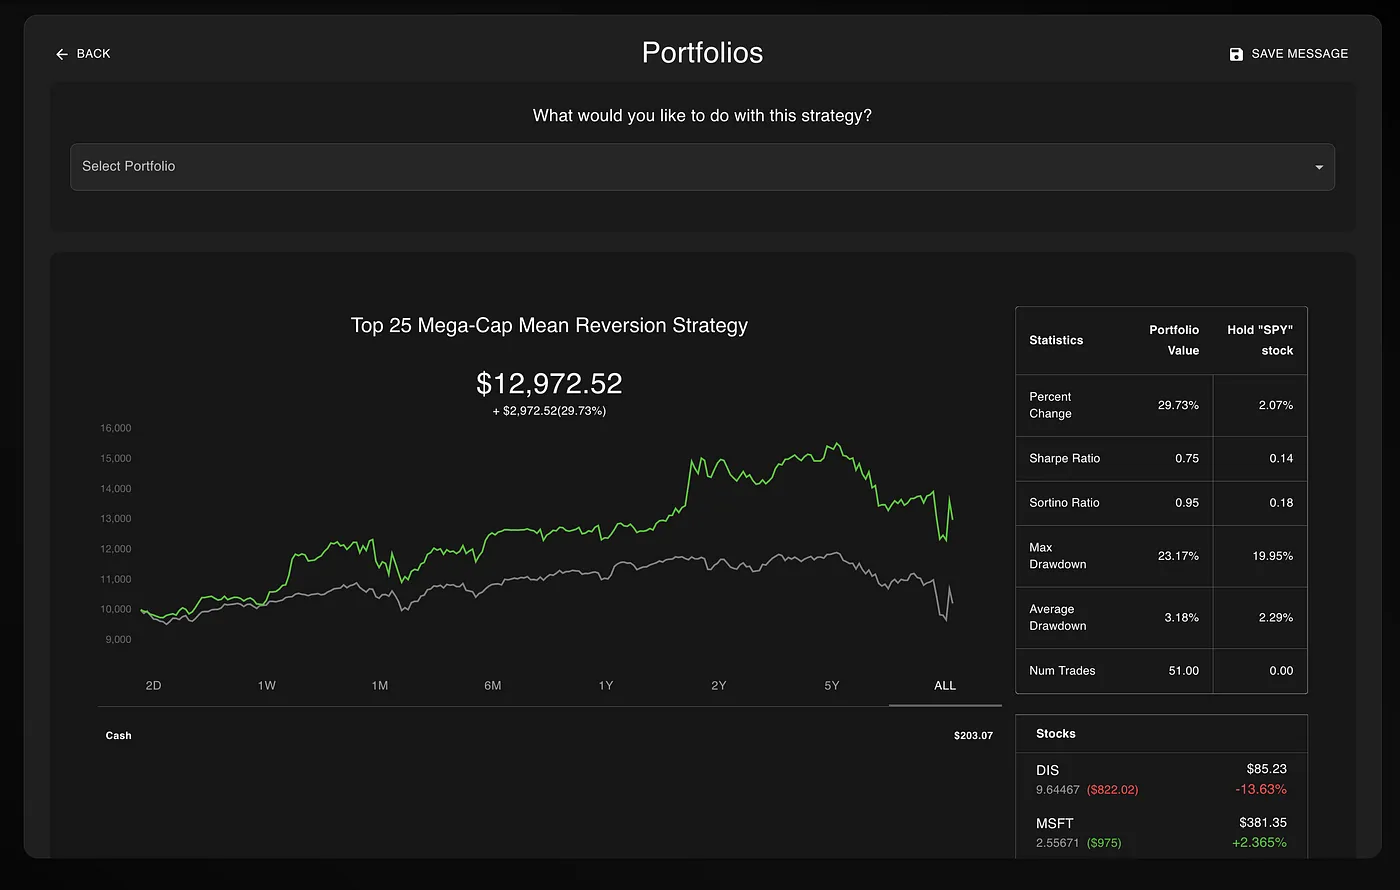 BACK
Portfolios
SAVE MESSAGE
What would you like to do with this strategy?
Select Portfolio
Top 25 Mega-Cap Mean Reversion Strategy
$12,972.52
+ $2,972.52(29.73%)
16,000
15,000
14,000
13,000
12,000
11,000
10,000
9,000
2D 1W 1M 6M 1Y 2Y 5Y ALL
Cash $203.07
Statistics Portfolio Value Hold "SPY" stock
Percent Change 29.73% 2.07%
Sharpe Ratio 0.75 0.14
Sortino Ratio 0.95 0.18
Max Drawdown 23.17% 19.95%
Average Drawdown 3.18% 2.29%
Num Trades 51.00 0.00
Stocks
DIS $85.23
9.64467 ($822.02) -13.63%
MSFT $381.35
2.55671 ($975) +2.365%